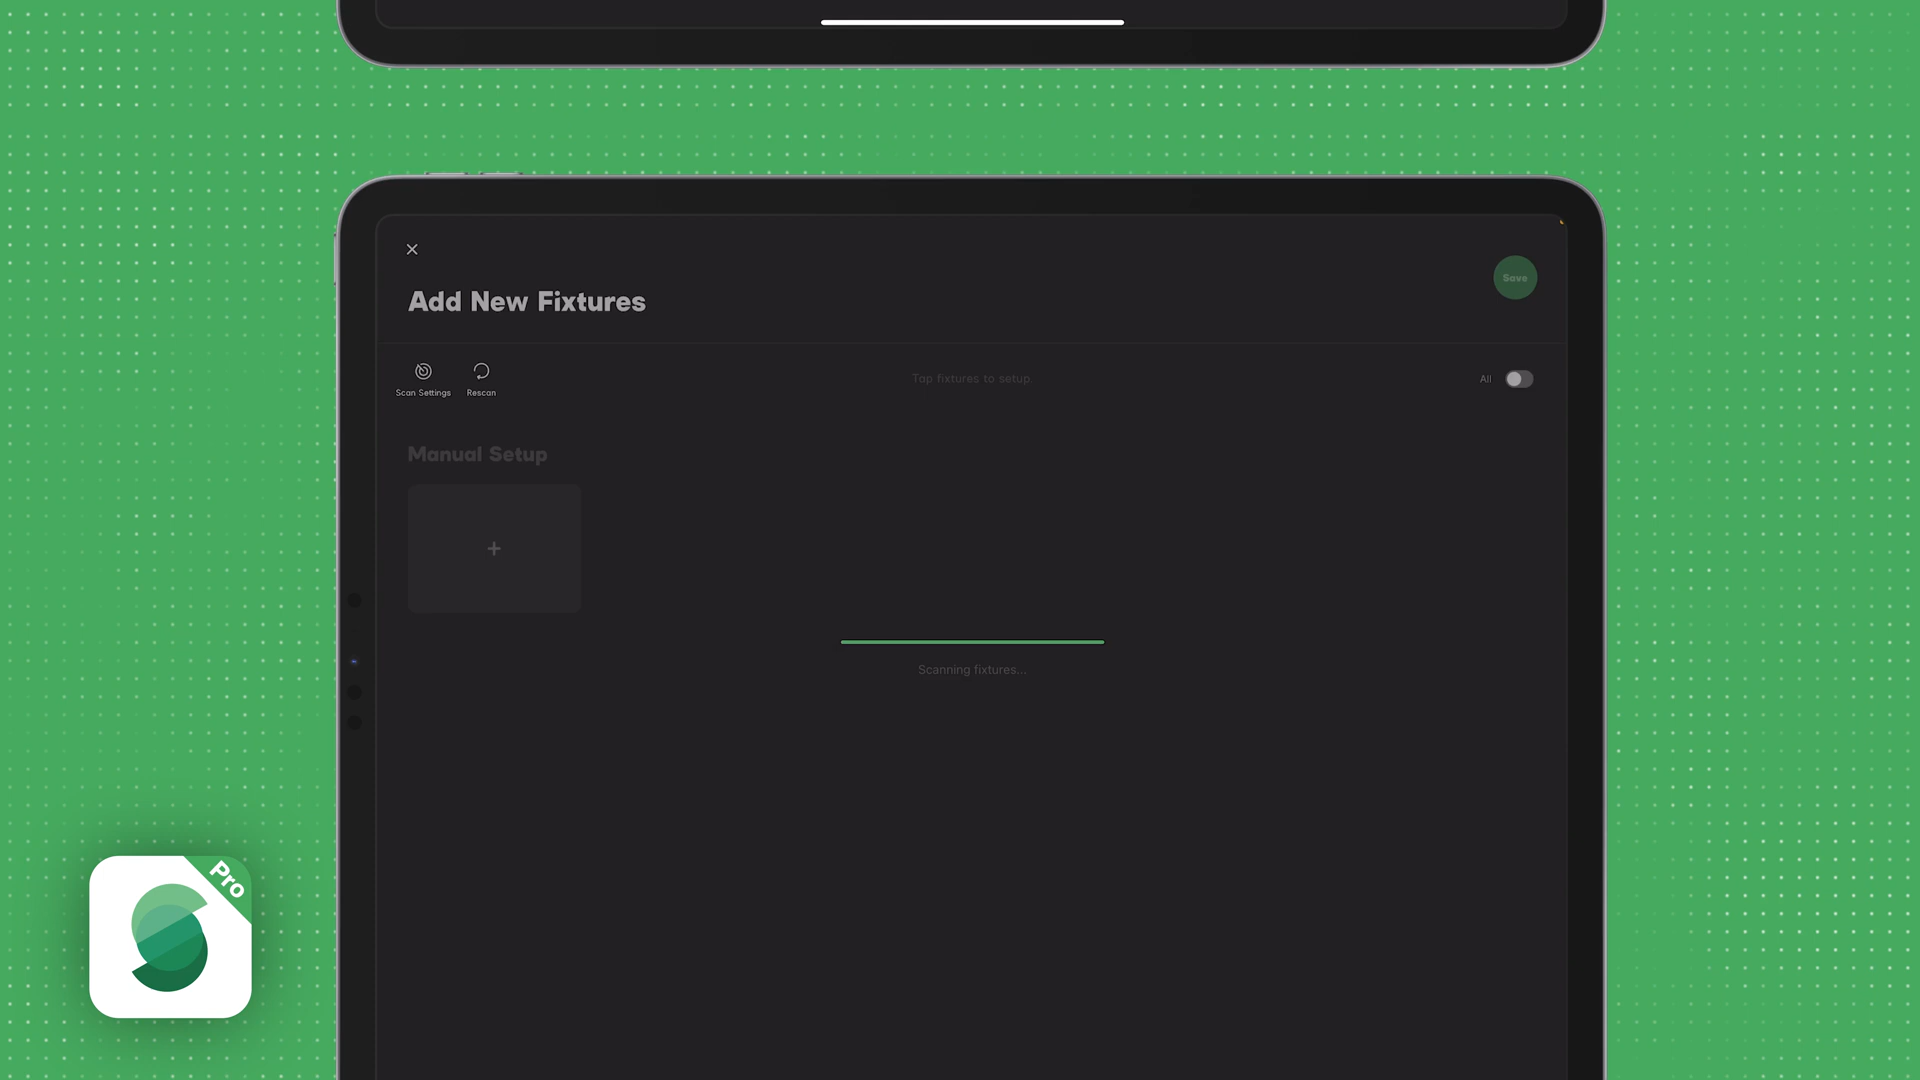 Add New Fixtures
Save
Scan Settings
Rescan
Tap fixtures to setup.
All
Manual Setup
Scanning fixtures...
Pro